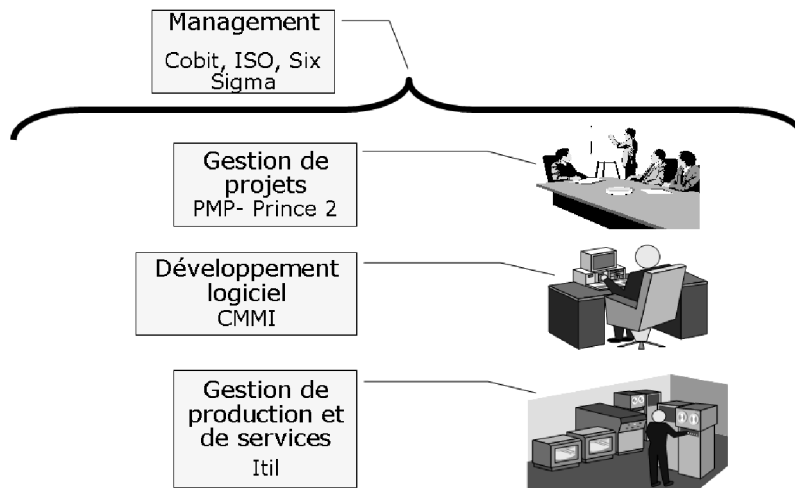 Management
Cobit, ISO, Six
Sigma
Gestion de
projets
PMP- Prince 2
Développement
logiciel
CMMI
Gestion de
production et
de services
Itil